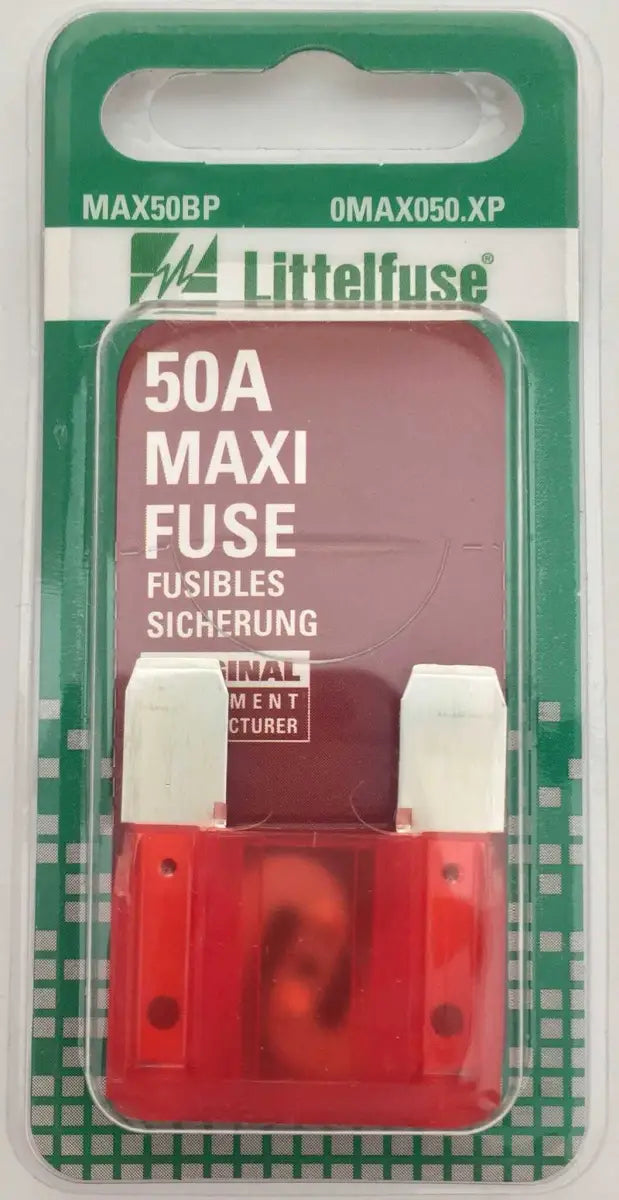 MAX50BP 0MAX050.XP
Littelfuse®
50A
MAXI
FUSE
FUSIBLES
SICHERUNG